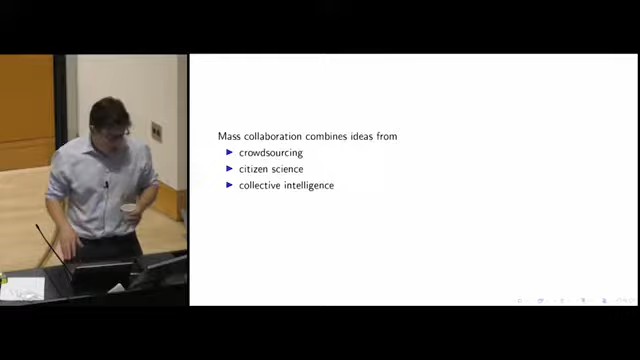 Mass collaboration combines ideas from
crowdsourcing
citizen science
collective intelligence